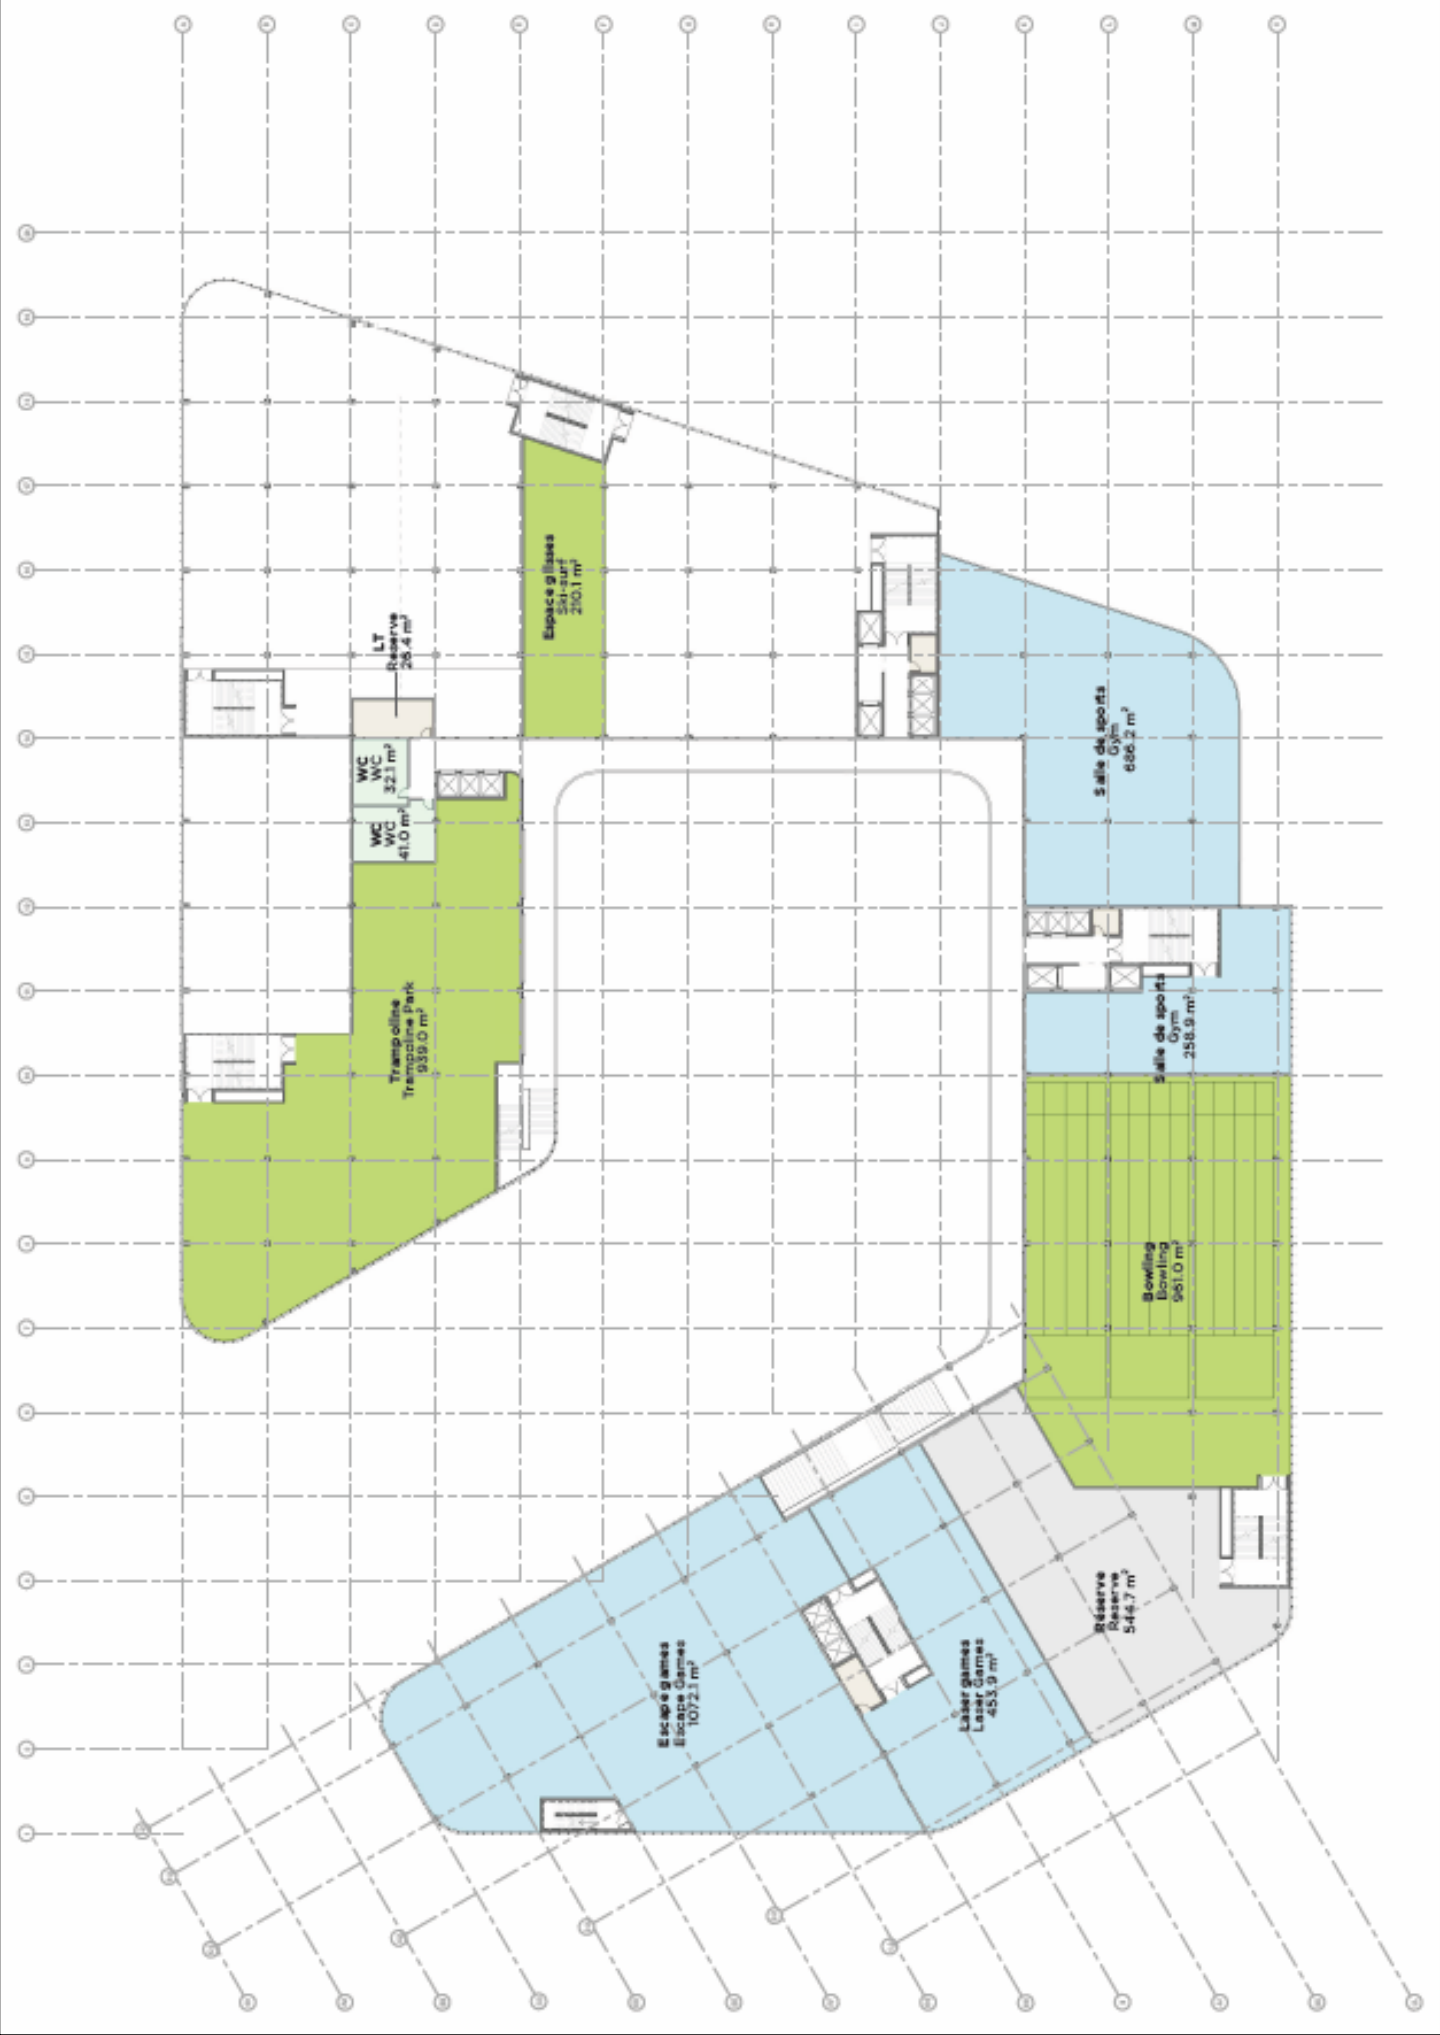 Espace glisses
Ski-surf
210.1 m²
LT
Reserve
26.4 m²
WC
WC
32.1 m²
WC
WC
41.0 m²
Salle de sports
Gym
686.2 m²
Trampoline
Trampoline Park
939.0 m²
Salle de sports
Gym
258.9 m²
Bowling
Bowling
961.0 m²
Réserve
Reserve
544.7 m²
Escape games
Escape Games
1072.1 m²
Laser games
Laser Games
453.9 m²